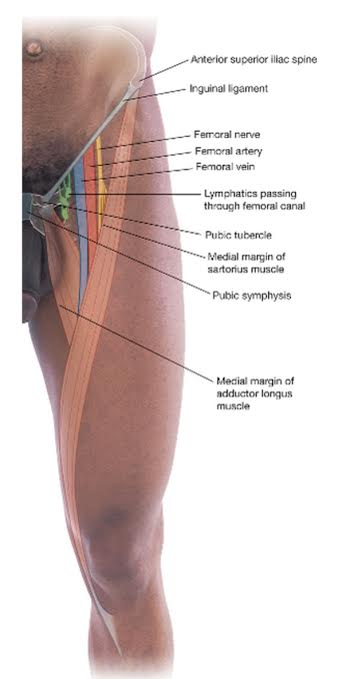 Anterior superior iliac spine
Inguinal ligament
Femoral nerve
Femoral artery
Femoral vein
Lymphatics passing
through femoral canal
Pubic tubercle
Medial margin of
sartorius muscle
Pubic symphysis
Medial margin of
adductor longus
muscle